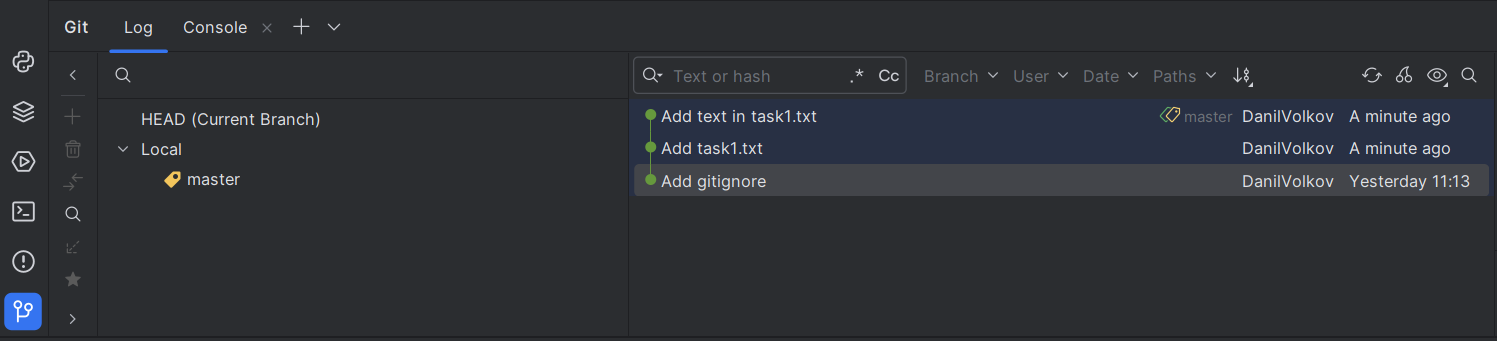 Git Log Console
Text or hash .* Cc Branch User Date Paths
HEAD (Current Branch)
Local
master
Add text in task1.txt master DanilVolkov A minute ago
Add task1.txt DanilVolkov A minute ago
Add gitignore DanilVolkov Yesterday 11:13